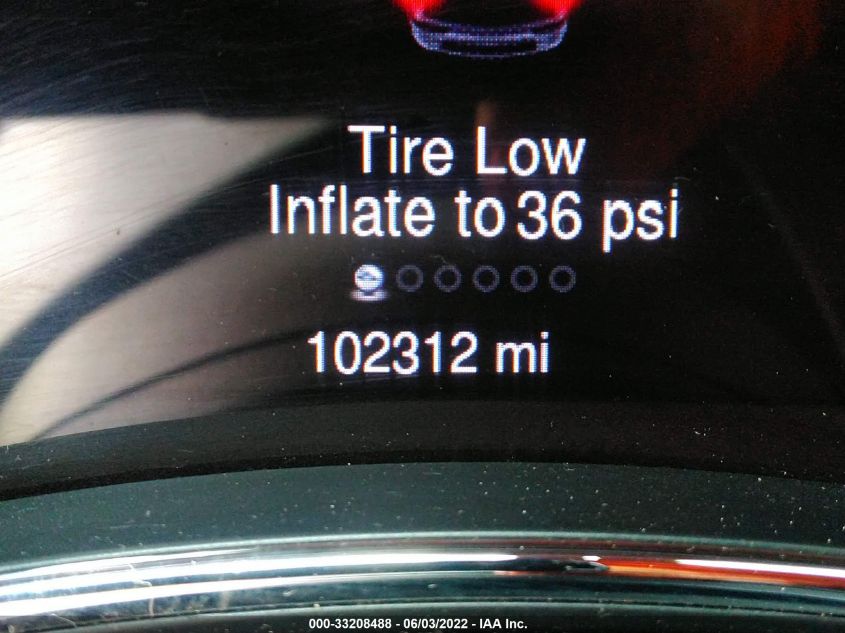 Tire Low
Inflate to 36 psi
102312 mi
000-33208488 - 06/03/2022 - IAA Inc.